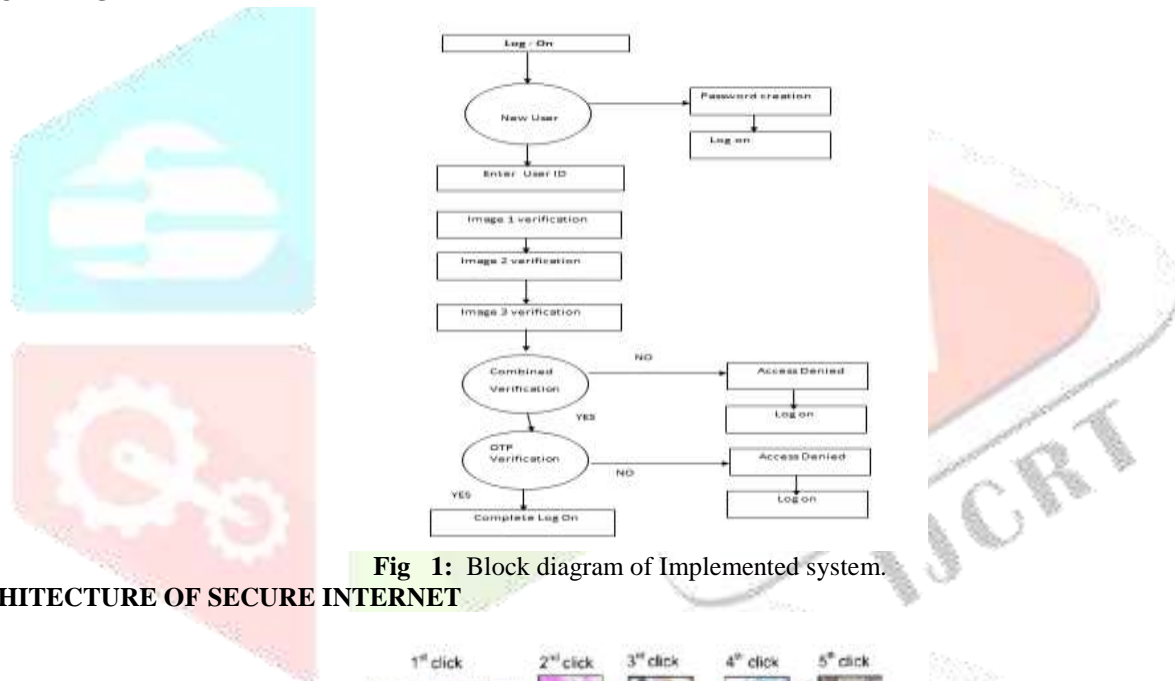 Log - On
New User
Password creation
Log on
Enter User ID
Image 1 verification
Image 2 verification
Image 3 verification
Combined
Verification
NO
Access Denied
Log on
YES
OTP
Verification
NO
Access Denied
Log on
YES
Complete Log On
Fig 1: Block diagram of Implemented system.
HITECTURE OF SECURE INTERNET
1st click 2nd click 3rd click 4th click 5th click
IJCRT